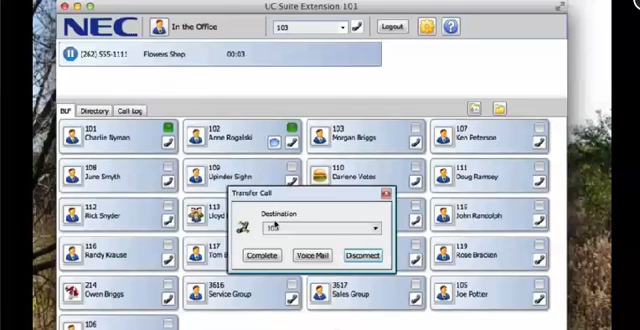 UC Suite Extension 101
NEC
In the Office
103
Logout
(262) 555-1111
Flowers Shop
00:03
BLF
Directory
Call Log
101
Charlie Nyman
102
Anne Rogalski
103
Morgan Briggs
107
Ken Peterson
108
June Smyth
109
Upinder Sighn
110
Darlene Votes
111
Doug Ramsey
112
Rick Snyder
113
Lloyd
115
John Randolph
116
Randy Krause
117
Tom
119
Rose Bracken
Transfer Call
Destination
Complete
Voice Mail
Disconnect
214
Owen Briggs
3616
Service Group
3617
Sales Group
105
Joe Potter
106